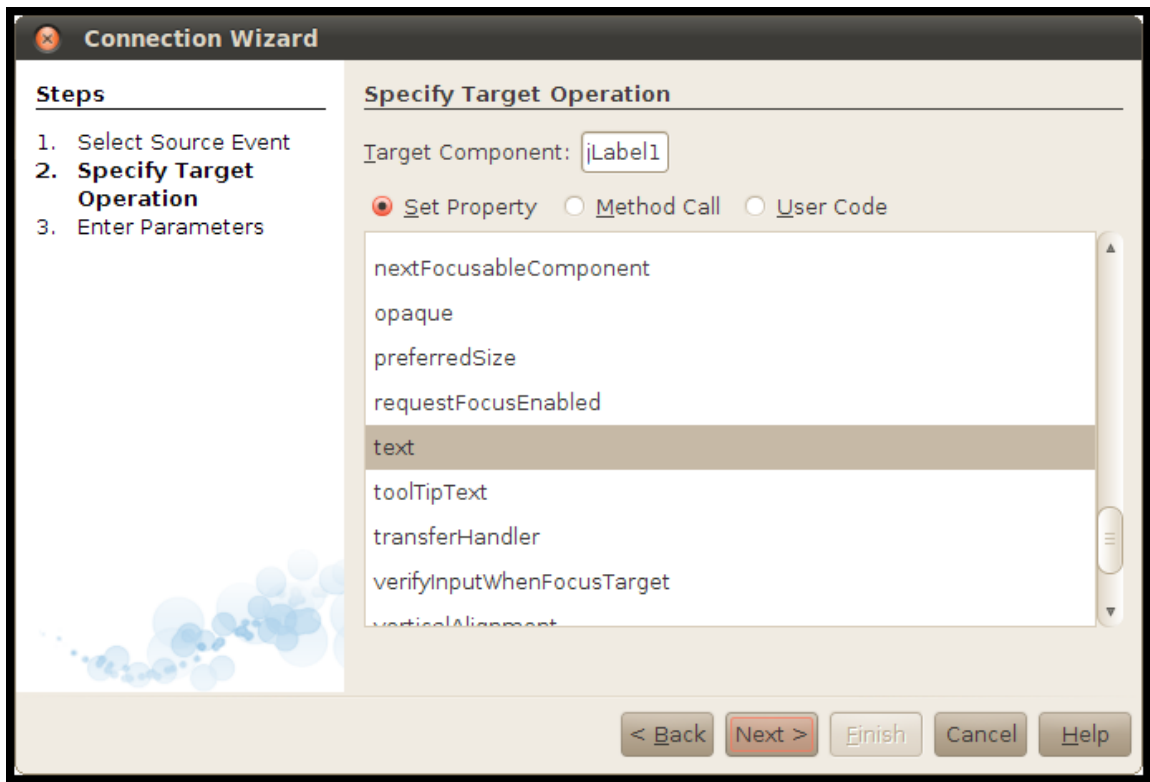 Connection Wizard
Steps
1. Select Source Event
2. Specify Target
Operation
3. Enter Parameters
Specify Target Operation
Target Component: jLabel1
Set Property Method Call User Code
nextFocusableComponent
opaque
preferredSize
requestFocusEnabled
text
toolTipText
transferHandler
verifyInputWhenFocusTarget
verticalAlignment
< Back Next > Finish Cancel Help